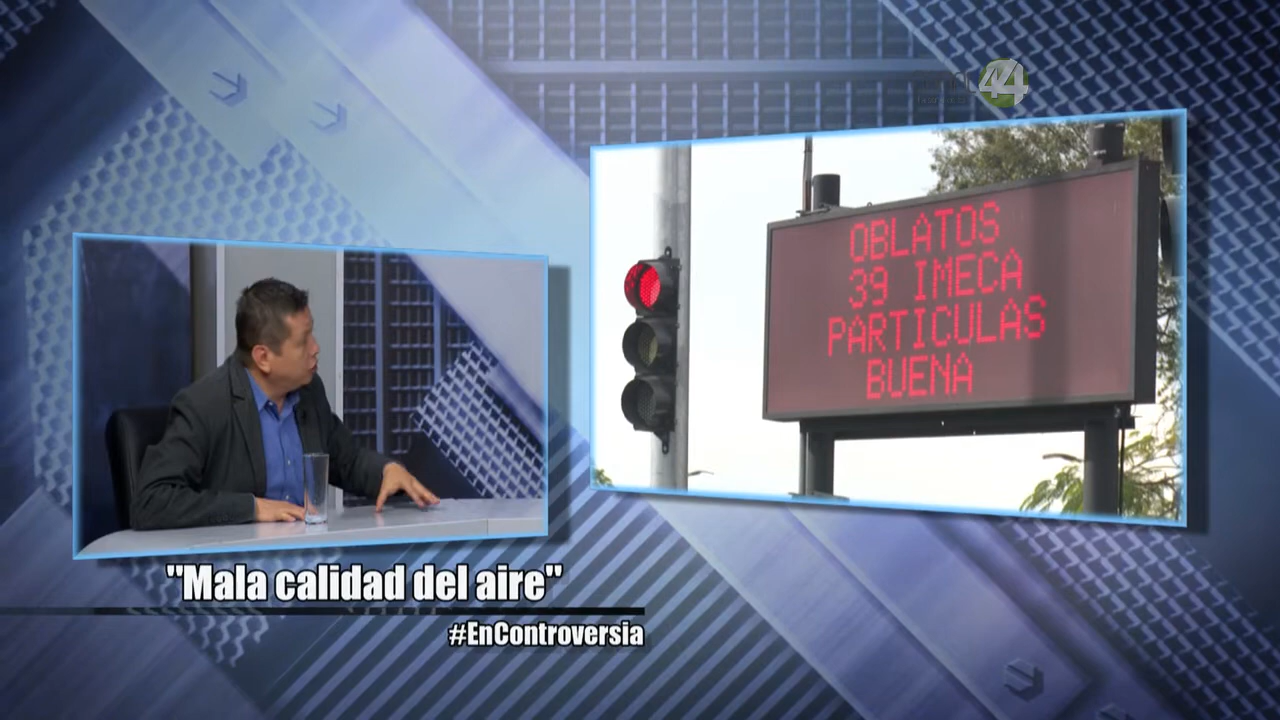 44
OBLATOS
39 IMECA
PARTICULAS
BUENA
"Mala calidad del aire"
#EnControversia